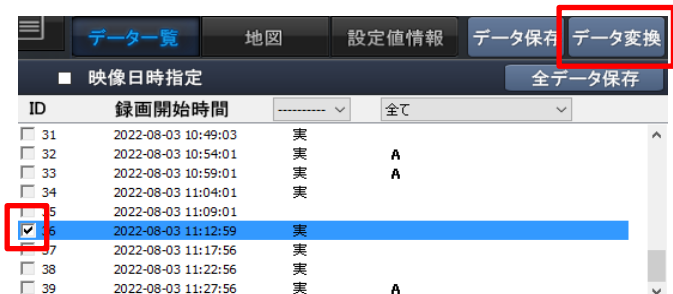 データ一覧 地図 設定値情報 データ保存 データ変換
■ 映像日時指定 全データ保存
ID 録画開始時間 ---------- 全て
31 2022-08-03 10:49:03 実
32 2022-08-03 10:54:01 実 A
33 2022-08-03 10:59:01 実 A
34 2022-08-03 11:04:01 実
35 2022-08-03 11:09:01
36 2022-08-03 11:12:59 実
37 2022-08-03 11:17:56 実
38 2022-08-03 11:22:56 実
39 2022-08-03 11:27:56 実 A